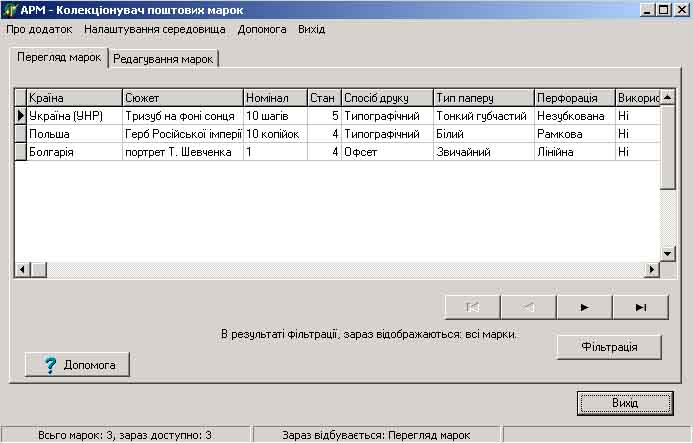 АРМ - Колекціонувач поштових марок
Про додаток Налаштування середовища Допомога Вихід
Перегляд марок Редагування марок
Країна Сюжет Номінал Стан Спосіб друку Тип паперу Перфорація Викорис
Україна (УНР) Тризуб на фоні сонця 10 шагів 5 Типографічний Тонкий губчастий Незубкована Ні
Польша Герб Російської імперії 10 копійок 4 Типографічний Білий Рамкова Ні
Болгарія портрет Т. Шевченка 1 4 Офсет Звичайний Лінійна Ні
В результаті фільтрації, зараз відображаються: всі марки.
Фільтрація
? Допомога
Вихід
Всього марок: 3, зараз доступно: 3 Зараз відбувається: Перегляд марок